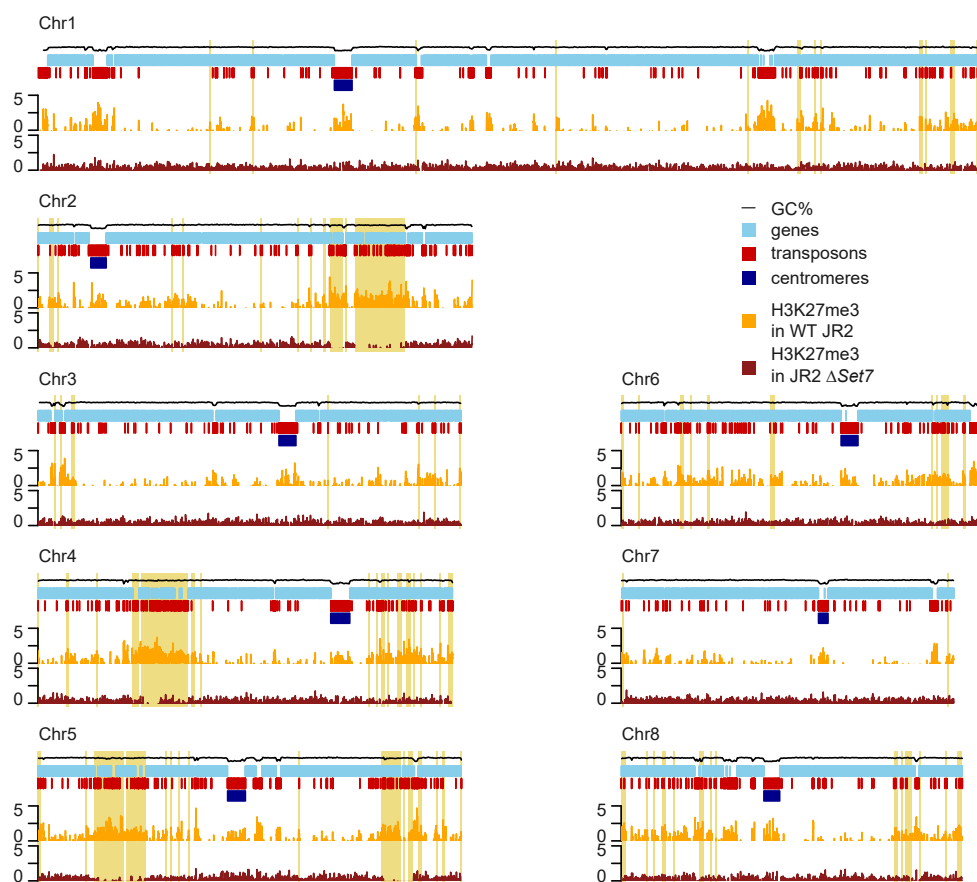 Chr1
5
0
5
0
Chr2
5
0
5
0
GC%
genes
transposons
centromeres
H3K27me3
in WT JR2
H3K27me3
in JR2 ΔSet7
Chr3
5
0
5
0
Chr6
5
0
5
0
Chr4
5
0
5
0
Chr7
5
0
5
0
Chr5
5
0
5
0
Chr8
5
0
5
0